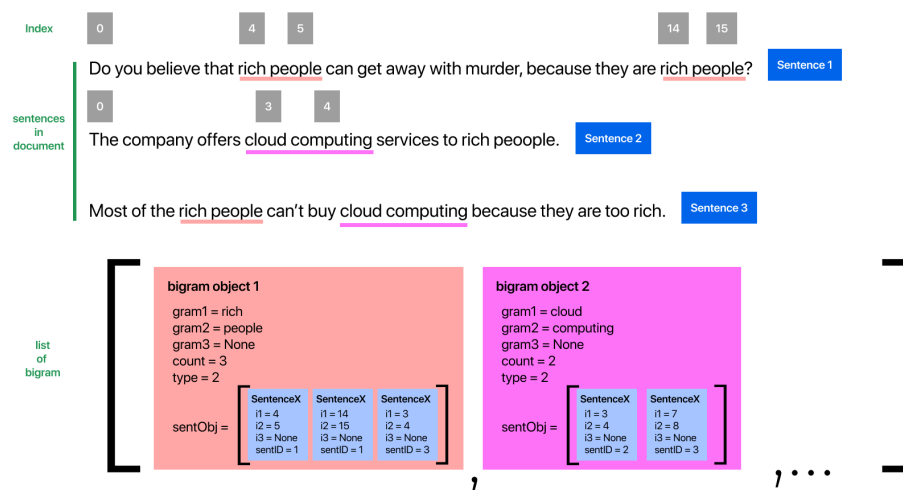 Index
0
4
5
14
15
Do you believe that rich people can get away with murder, because they are rich people?
Sentence 1
0
3
4
sentences
in
document
The company offers cloud computing services to rich peoople.
Sentence 2
Most of the rich people can't buy cloud computing because they are too rich.
Sentence 3
list
of
bigram
bigram object 1
gram1 = rich
gram2 = people
gram3 = None
count = 3
type = 2
sentObj =
SentenceX
i1 = 4
i2 = 5
i3 = None
sentID = 1
SentenceX
i1 = 14
i2 = 15
i3 = None
sentID = 1
SentenceX
i1 = 3
i2 = 4
i3 = None
sentID = 3
,
bigram object 2
gram1 = cloud
gram2 = computing
gram3 = None
count = 2
type = 2
sentObj =
SentenceX
i1 = 3
i2 = 4
i3 = None
sentID = 2
SentenceX
i1 = 7
i2 = 8
i3 = None
sentID = 3
,...